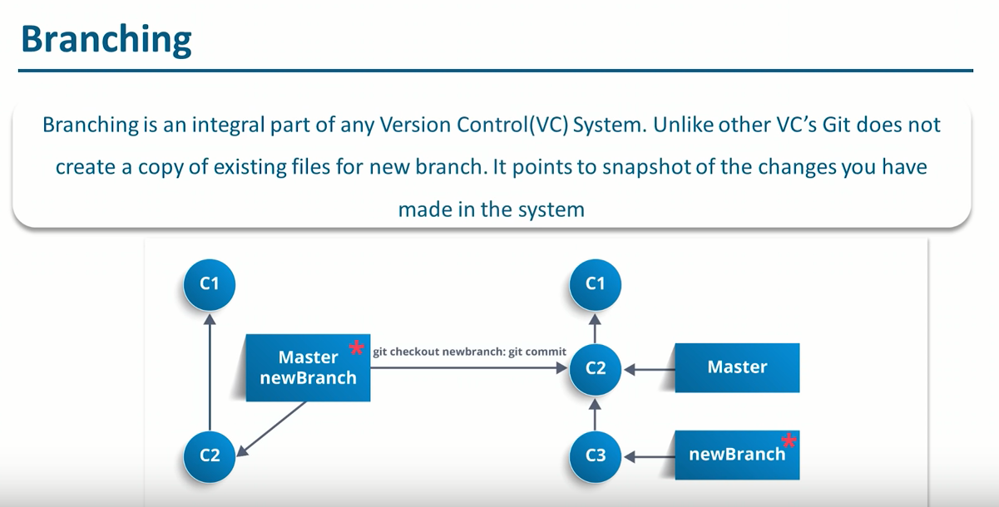 Branching
Branching is an integral part of any Version Control(VC) System. Unlike other VC’s Git does not
create a copy of existing files for new branch. It points to snapshot of the changes you have
made in the system
C1
Master *
newBranch
C2
git checkout newbranch: git commit
C1
C2
Master
C3
newBranch *